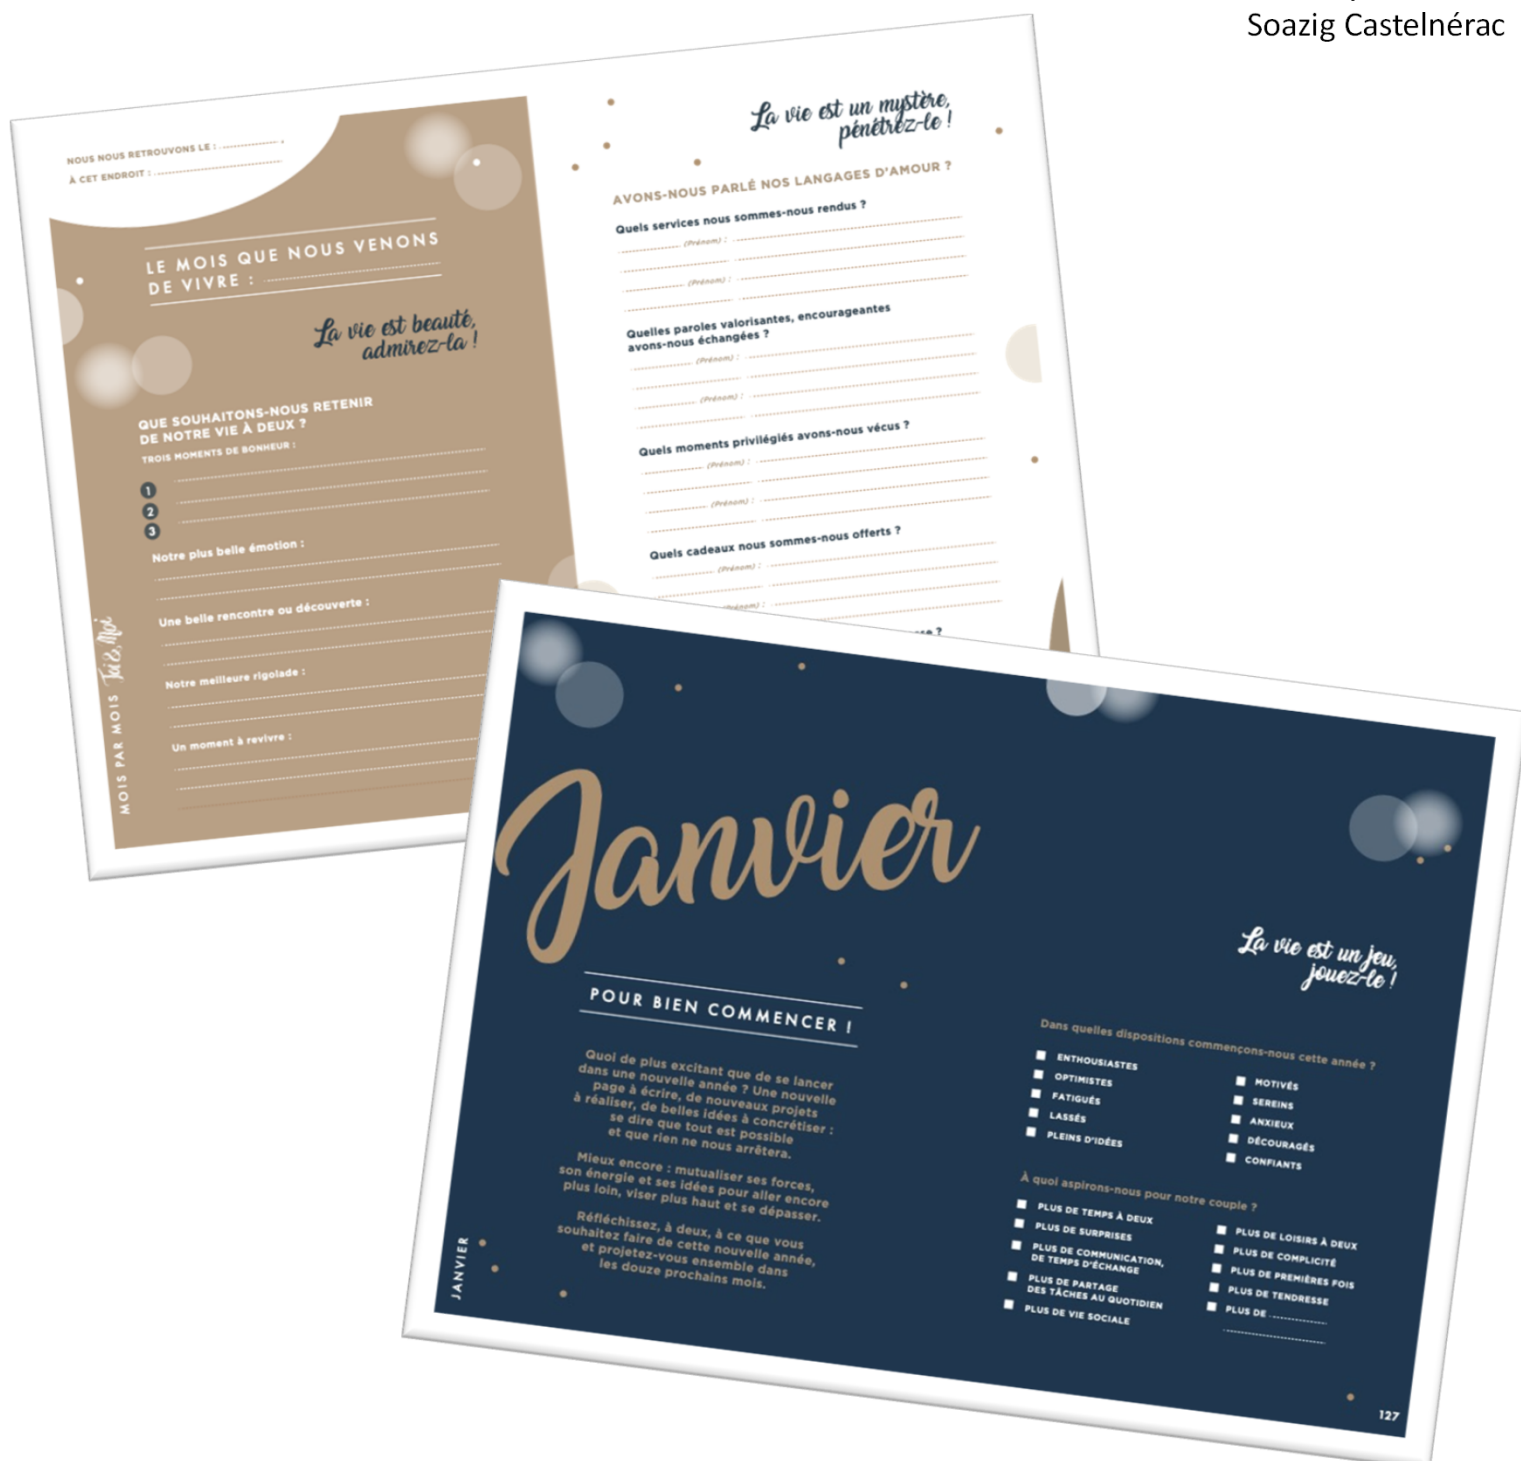 Soazig Castelnérac
NOUS NOUS RETROUVONS LE :
À CET ENDROIT :
LE MOIS QUE NOUS VENONS
DE VIVRE :
La vie est beauté,
admirez-la !
QUE SOUHAITONS-NOUS RETENIR
DE NOTRE VIE À DEUX ?
TROIS MOMENTS DE BONHEUR :
1
2
3
Notre plus belle émotion :
Une belle rencontre ou découverte :
Notre meilleure rigolade :
Un moment à revivre :
MOIS PAR MOIS Toi & Moi
La vie est un mystère,
pénétrez-le !
AVONS-NOUS PARLÉ NOS LANGAGES D'AMOUR ?
Quels services nous sommes-nous rendus ?
(Prénom) :
(Prénom) :
Quelles paroles valorisantes, encourageantes
avons-nous échangées ?
(Prénom) :
(Prénom) :
Quels moments privilégiés avons-nous vécus ?
(Prénom) :
(Prénom) :
Quels cadeaux nous sommes-nous offerts ?
(Prénom) :
(Prénom) :
Janvier
POUR BIEN COMMENCER !
Quoi de plus excitant que de se lancer
dans une nouvelle année ? Une nouvelle
page à écrire, de nouveaux projets
à réaliser, de belles idées à concrétiser :
se dire que tout est possible
et que rien ne nous arrêtera.
Mieux encore : mutualiser ses forces,
son énergie et ses idées pour aller encore
plus loin, viser plus haut et se dépasser.
Réfléchissez, à deux, à ce que vous
souhaitez faire de cette nouvelle année,
et projetez-vous ensemble dans
les douze prochains mois.
JANVIER
La vie est un jeu,
jouez-le !
Dans quelles dispositions commençons-nous cette année ?
ENTHOUSIASTES
OPTIMISTES
FATIGUÉS
LASSÉS
PLEINS D'IDÉES
MOTIVÉS
SEREINS
ANXIEUX
DÉCOURAGÉS
CONFIANTS
À quoi aspirons-nous pour notre couple ?
PLUS DE TEMPS À DEUX
PLUS DE SURPRISES
PLUS DE COMMUNICATION,
DE TEMPS D'ÉCHANGE
PLUS DE PARTAGE
DES TÂCHES AU QUOTIDIEN
PLUS DE VIE SOCIALE
PLUS DE LOISIRS À DEUX
PLUS DE COMPLICITÉ
PLUS DE PREMIÈRES FOIS
PLUS DE TENDRESSE
PLUS DE
127